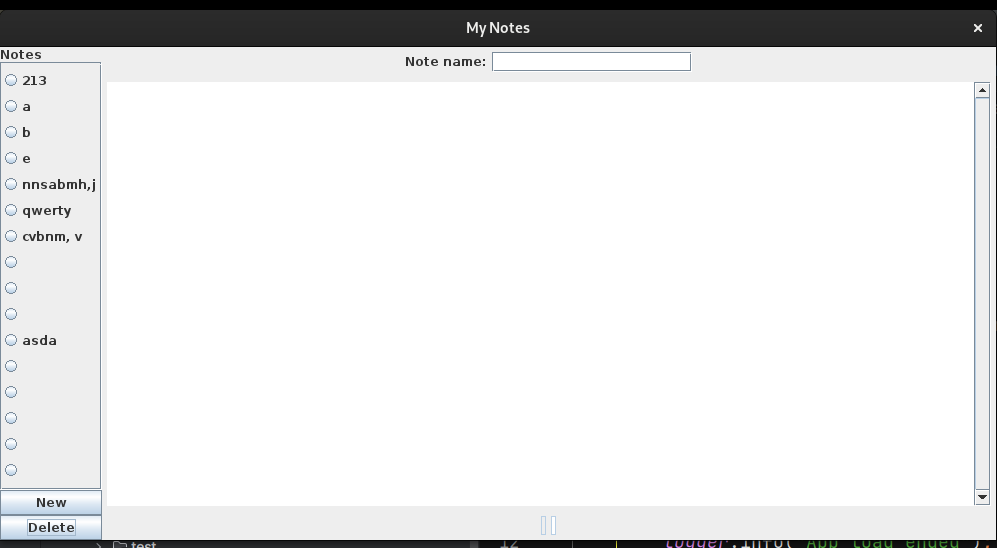 My Notes
Notes
Note name:
213
a
b
e
nnsabmh,j
qwerty
cvbnm, v
asda
New
Delete
test
12
logger.info("App load ended");